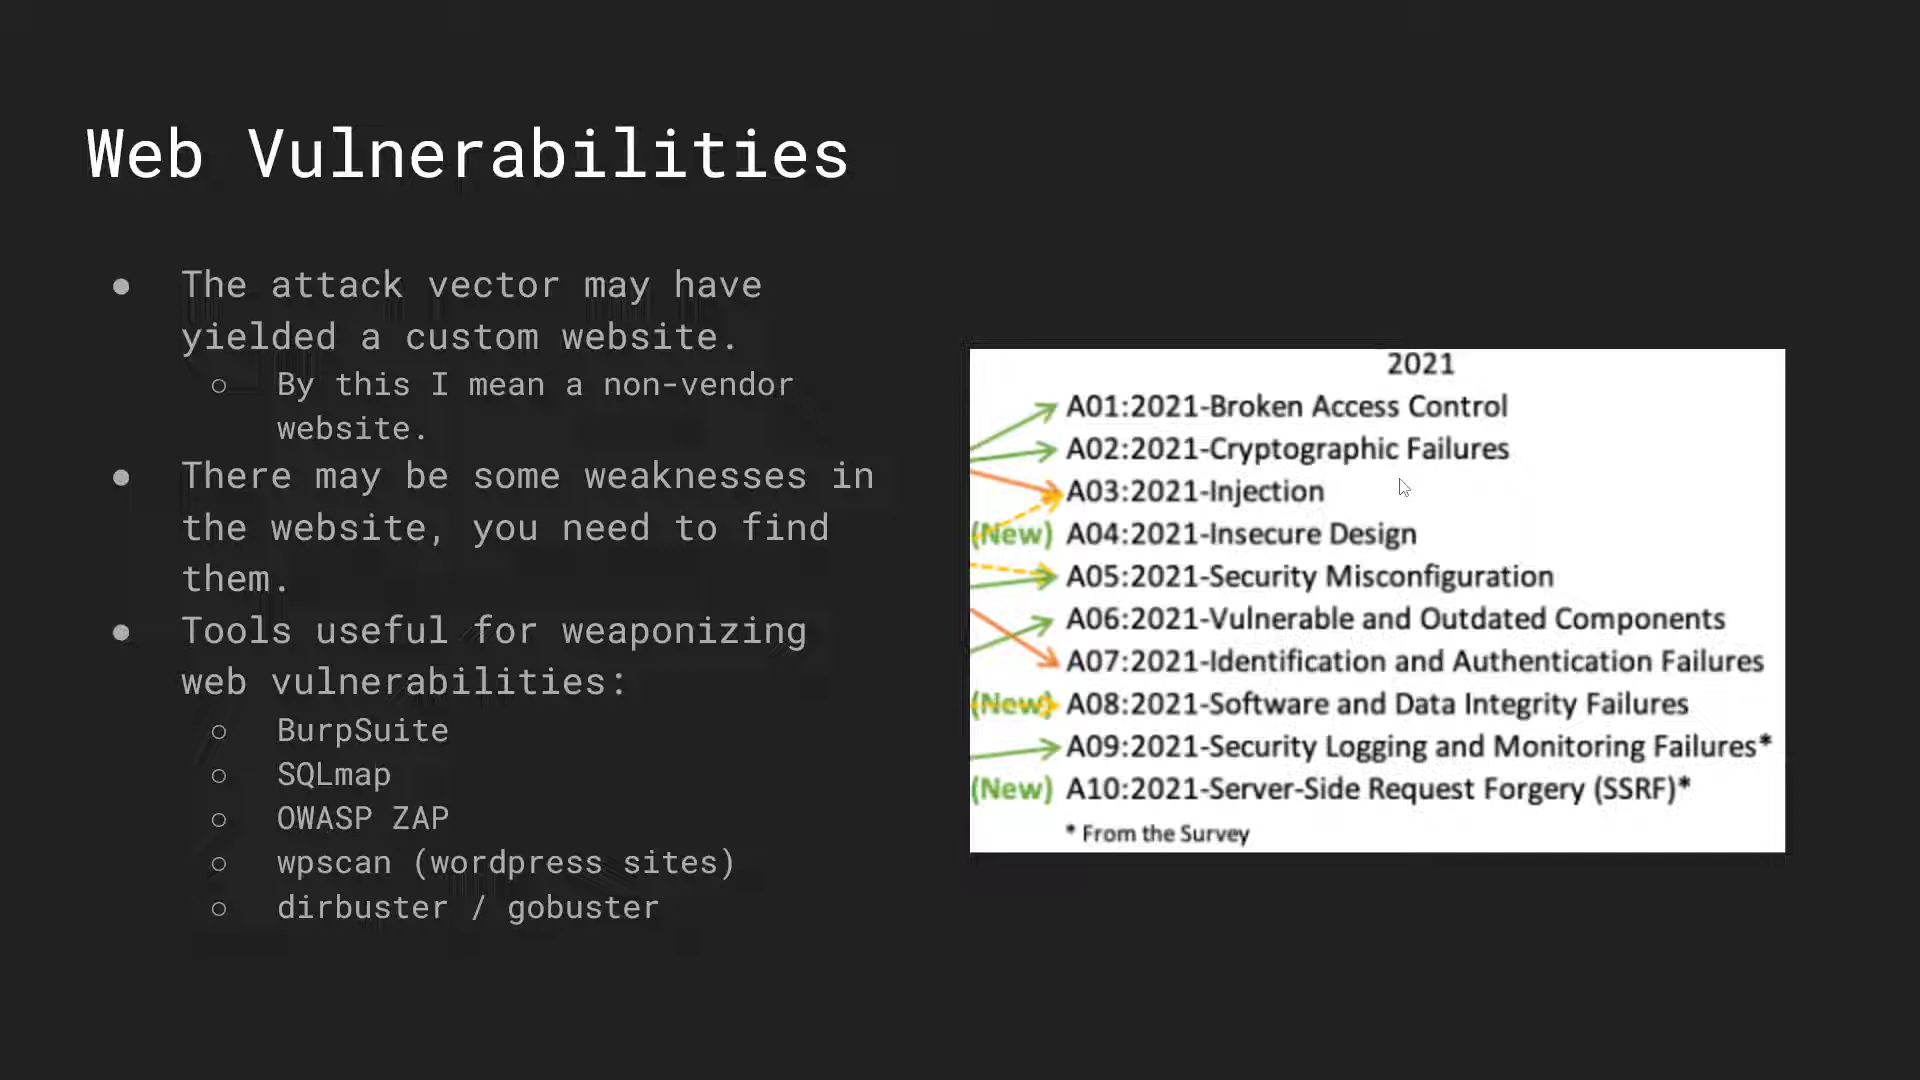 Web Vulnerabilities
● The attack vector may have
yielded a custom website.
○ By this I mean a non-vendor
website.
● There may be some weaknesses in
the website, you need to find
them.
● Tools useful for weaponizing
web vulnerabilities:
○ BurpSuite
○ SQLmap
○ OWASP ZAP
○ wpscan (wordpress sites)
○ dirbuster / gobuster
2021
A01:2021-Broken Access Control
A02:2021-Cryptographic Failures
A03:2021-Injection
(New) A04:2021-Insecure Design
A05:2021-Security Misconfiguration
A06:2021-Vulnerable and Outdated Components
A07:2021-Identification and Authentication Failures
(New) A08:2021-Software and Data Integrity Failures
A09:2021-Security Logging and Monitoring Failures*
(New) A10:2021-Server-Side Request Forgery (SSRF)*
* From the Survey